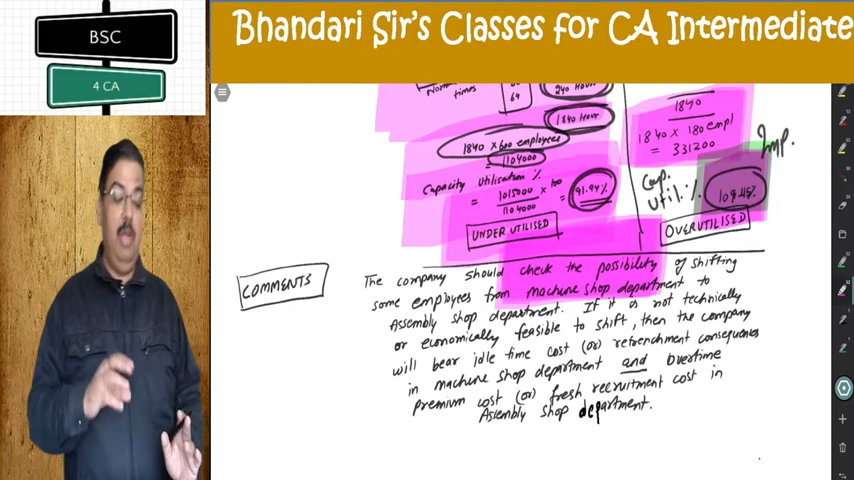 BSC
4 CA
Bhandari Sir's Classes for CA Intermediate
times
64
240 Hour
1840 Hour
1840 × 600 employees
= 1104000
Capacity Utilisation %
= 1015000 × 100 = 91.94%
1104000
UNDER UTILISED
1840
1840 × 180 empl
= 331200
Imp.
Cap.
Util %
OVERUTILISED
COMMENTS
The company should check the possibility of shifting
some employees from machine shop department to
Assembly shop department. If it is not technically
or economically feasible to shift, then the company
will bear idle time cost (or) retrenchment consequences
in machine shop department and overtime
premium cost (or) fresh recruitment cost in
Assembly shop department.